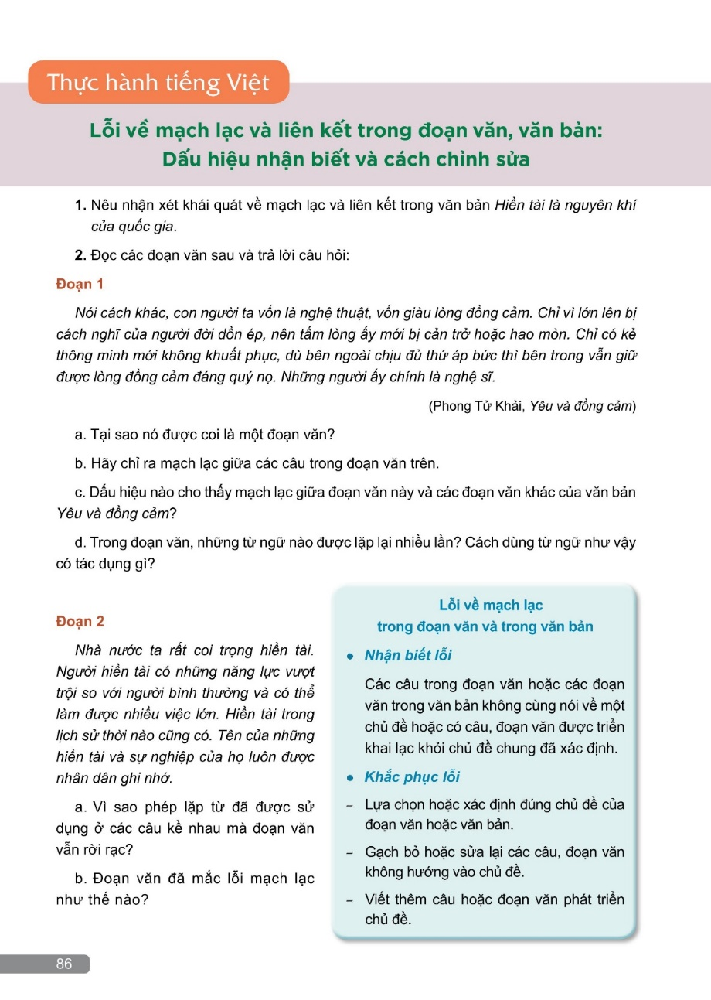 Thực hành tiếng Việt
Lỗi về mạch lạc và liên kết trong đoạn văn, văn bản:
Dấu hiệu nhận biết và cách chỉnh sửa
1. Nêu nhận xét khái quát về mạch lạc và liên kết trong văn bản Hiền tài là nguyên khí
của quốc gia.
2. Đọc các đoạn văn sau và trả lời câu hỏi:
Đoạn 1
Nói cách khác, con người ta vốn là nghệ thuật, vốn giàu lòng đồng cảm. Chỉ vì lớn lên bị
cách nghĩ của người đời dồn ép, nên tấm lòng ấy mới bị cản trở hoặc hao mòn. Chỉ có kẻ
thông minh mới không khuất phục, dù bên ngoài chịu đủ thứ áp bức thì bên trong vẫn giữ
được lòng đồng cảm đáng quý nọ. Những người ấy chính là nghệ sĩ.
(Phong Tử Khải, Yêu và đồng cảm)
a. Tại sao nó được coi là một đoạn văn?
b. Hãy chỉ ra mạch lạc giữa các câu trong đoạn văn trên.
c. Dấu hiệu nào cho thấy mạch lạc giữa đoạn văn này và các đoạn văn khác của văn bản
Yêu và đồng cảm?
d. Trong đoạn văn, những từ ngữ nào được lặp lại nhiều lần? Cách dùng từ ngữ như vậy
có tác dụng gì?
Đoạn 2
Nhà nước ta rất coi trọng hiền tài.
Người hiền tài có những năng lực vượt
trội so với người bình thường và có thể
làm được nhiều việc lớn. Hiền tài trong
lịch sử thời nào cũng có. Tên của những
hiền tài và sự nghiệp của họ luôn được
nhân dân ghi nhớ.
a. Vì sao phép lặp từ đã được sử
dụng ở các câu kề nhau mà đoạn văn
vẫn rời rạc?
b. Đoạn văn đã mắc lỗi mạch lạc
như thế nào?
Lỗi về mạch lạc
trong đoạn văn và trong văn bản
• Nhận biết lỗi
Các câu trong đoạn văn hoặc các đoạn
văn trong văn bản không cùng nói về một
chủ đề hoặc có câu, đoạn văn được triển
khai lạc khỏi chủ đề chung đã xác định.
• Khắc phục lỗi
– Lựa chọn hoặc xác định đúng chủ đề của
đoạn văn hoặc văn bản.
– Gạch bỏ hoặc sửa lại các câu, đoạn văn
không hướng vào chủ đề.
– Viết thêm câu hoặc đoạn văn phát triển
chủ đề.
86